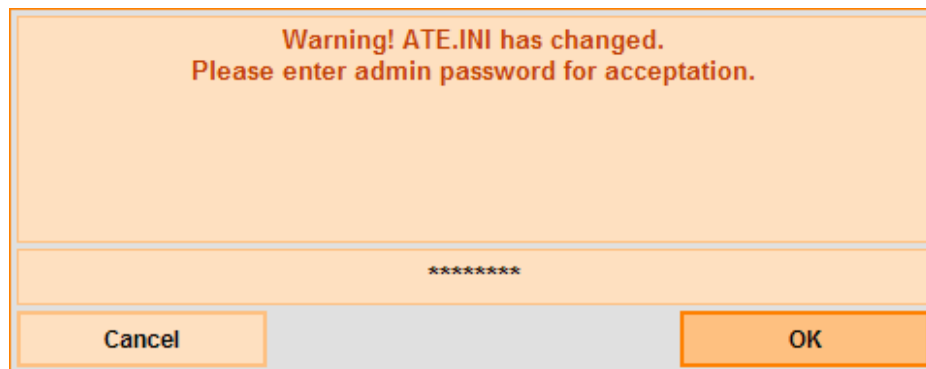 Warning! ATE.INI has changed.
Please enter admin password for acceptation.
********
Cancel
OK